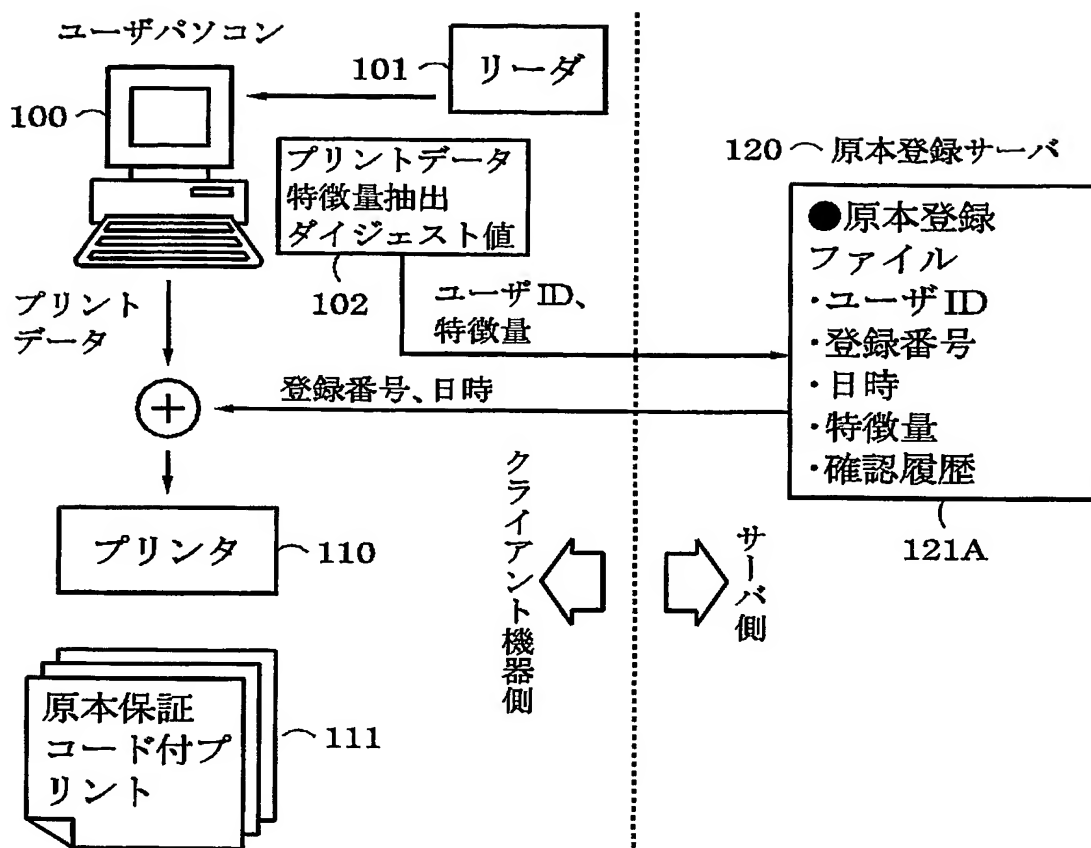 ユーザパソコン
100
101
リーダ
プリントデータ
特徴量抽出
ダイジェスト値
102
プリント
データ
ユーザID、
特徴量
登録番号、日時
120 原本登録サーバ
●原本登録
ファイル
・ユーザID
・登録番号
・日時
・特徴量
・確認履歴
121A
プリンタ
110
クライアント機器側
サーバ側
原本保証
コード付プ
リント
111